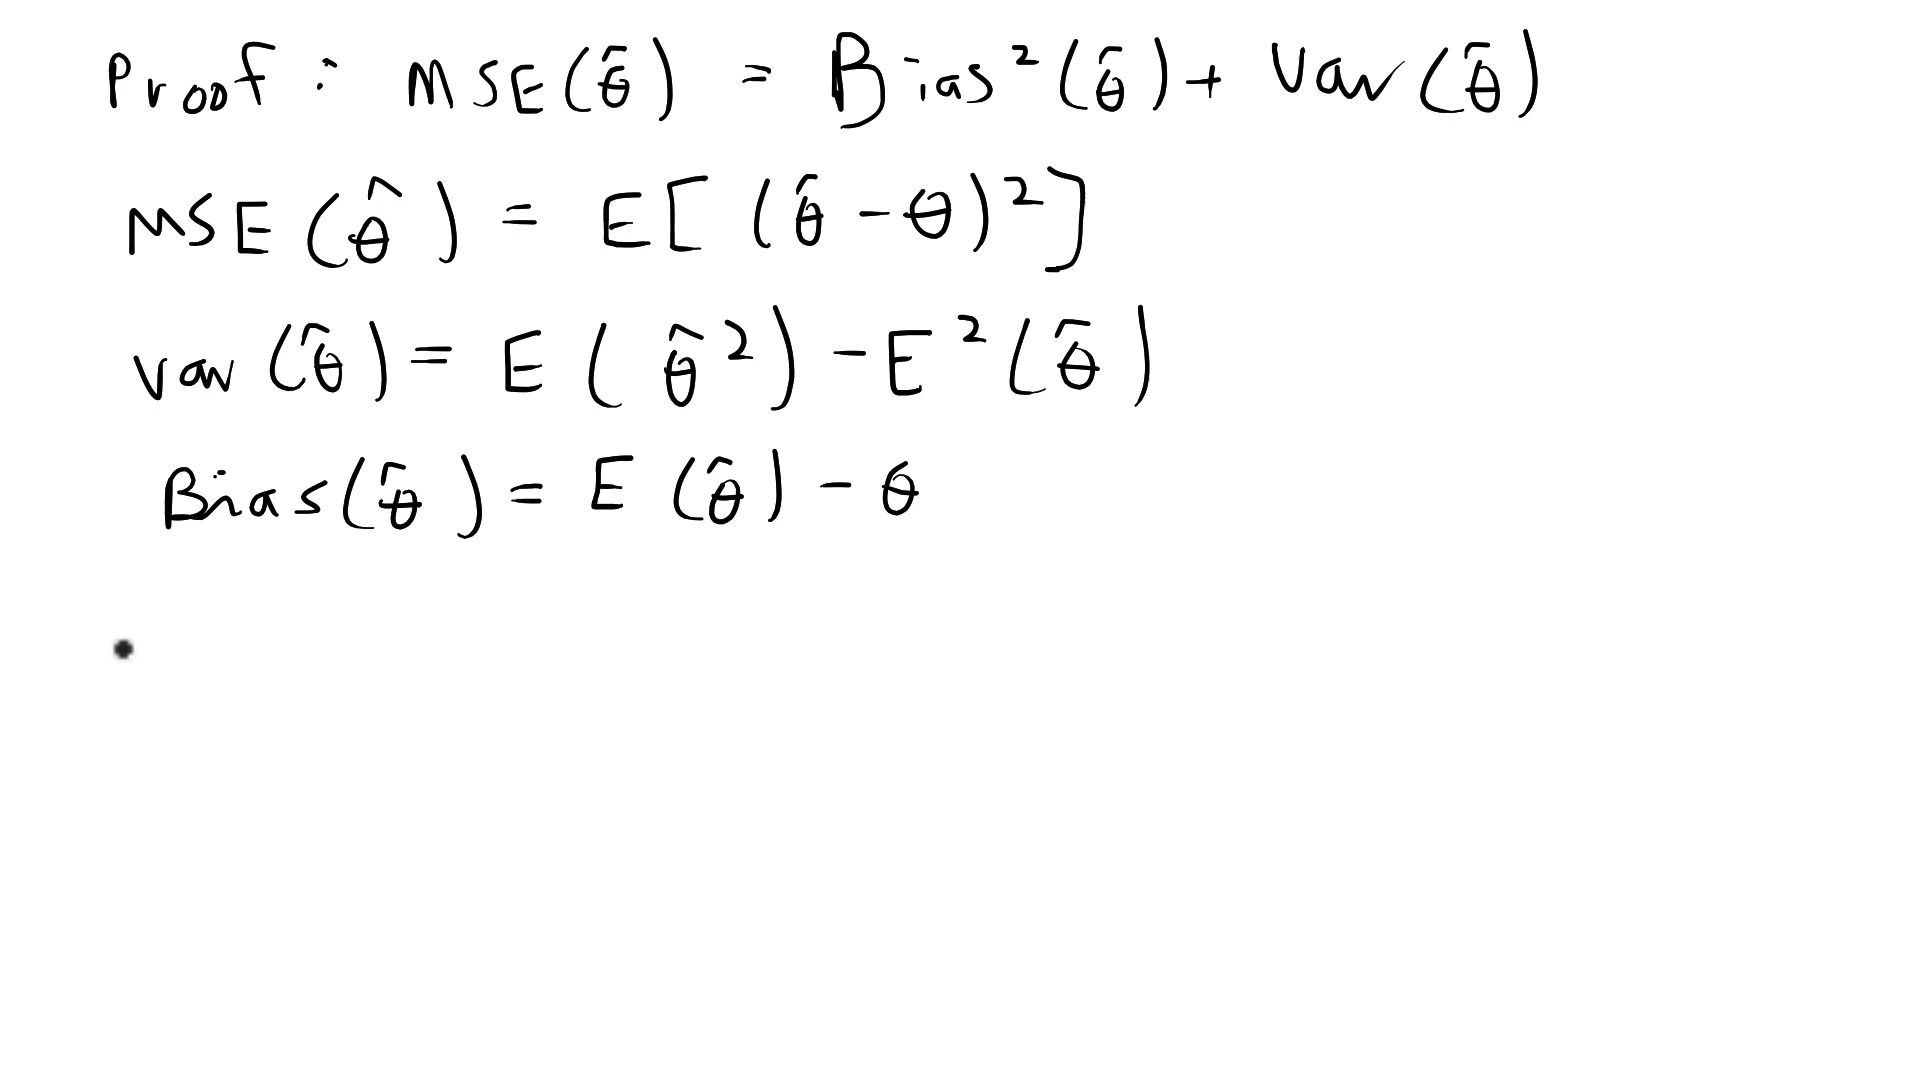 Proof : MSE(θ̂) = Bias²(θ̂) + Var(θ̂)
MSE(θ̂) = E[(θ̂ - θ)²]
Var(θ̂) = E(θ̂²) - E²(θ̂)
Bias(θ̂) = E(θ̂) - θ